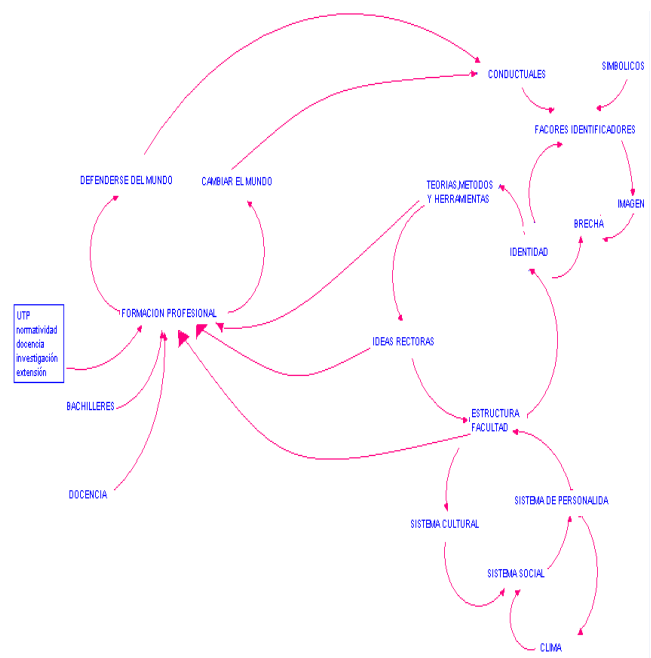 SIMBOLICOS
CONDUCTUALES
FACORES IDENTIFICADORES
DEFENDERSE DEL MUNDO
CAMBIAR EL MUNDO
TEORIAS,METODOS
Y HERRAMIENTAS
IMAGEN
BRECHA
IDENTIDAD
UTP
normatividad
docencia
investigación
extensión
FORMACION PROFESIONAL
IDEAS RECTORAS
BACHILLERES
ESTRUCTURA
FACULTAD
DOCENCIA
SISTEMA DE PERSONALIDA
SISTEMA CULTURAL
SISTEMA SOCIAL
CLIMA